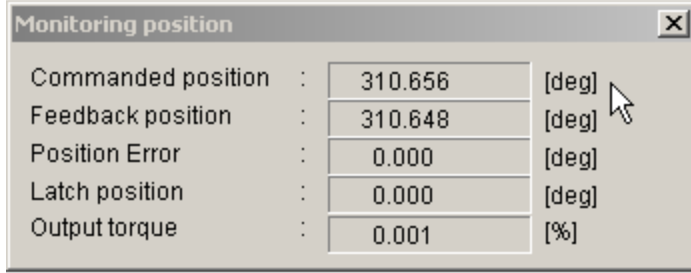 Monitoring position
Commanded position : 310.656 [deg]
Feedback position : 310.648 [deg]
Position Error : 0.000 [deg]
Latch position : 0.000 [deg]
Output torque : 0.001 [%]